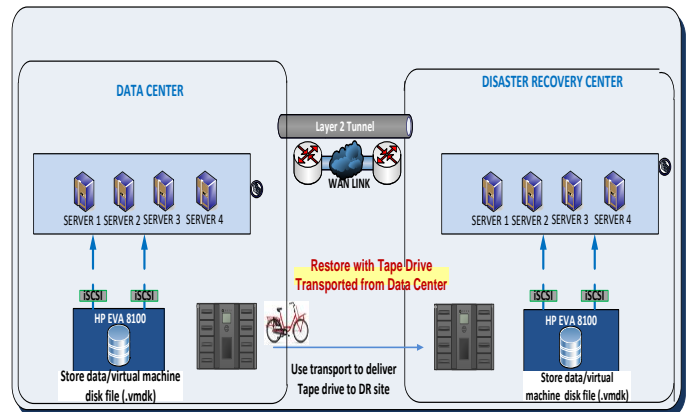 DATA CENTER
DISASTER RECOVERY CENTER
Layer 2 Tunnel
WAN LINK
SERVER 1 SERVER 2 SERVER 3 SERVER 4
SERVER 1 SERVER 2 SERVER 3 SERVER 4
Restore with Tape Drive
Transported from Data Center
iSCSI iSCSI
HP EVA 8100
Store data/virtual machine
disk file (.vmdk)
Use transport to deliver
Tape drive to DR site
iSCSI iSCSI
HP EVA 8100
Store data/virtual
machine disk file (.vmdk)